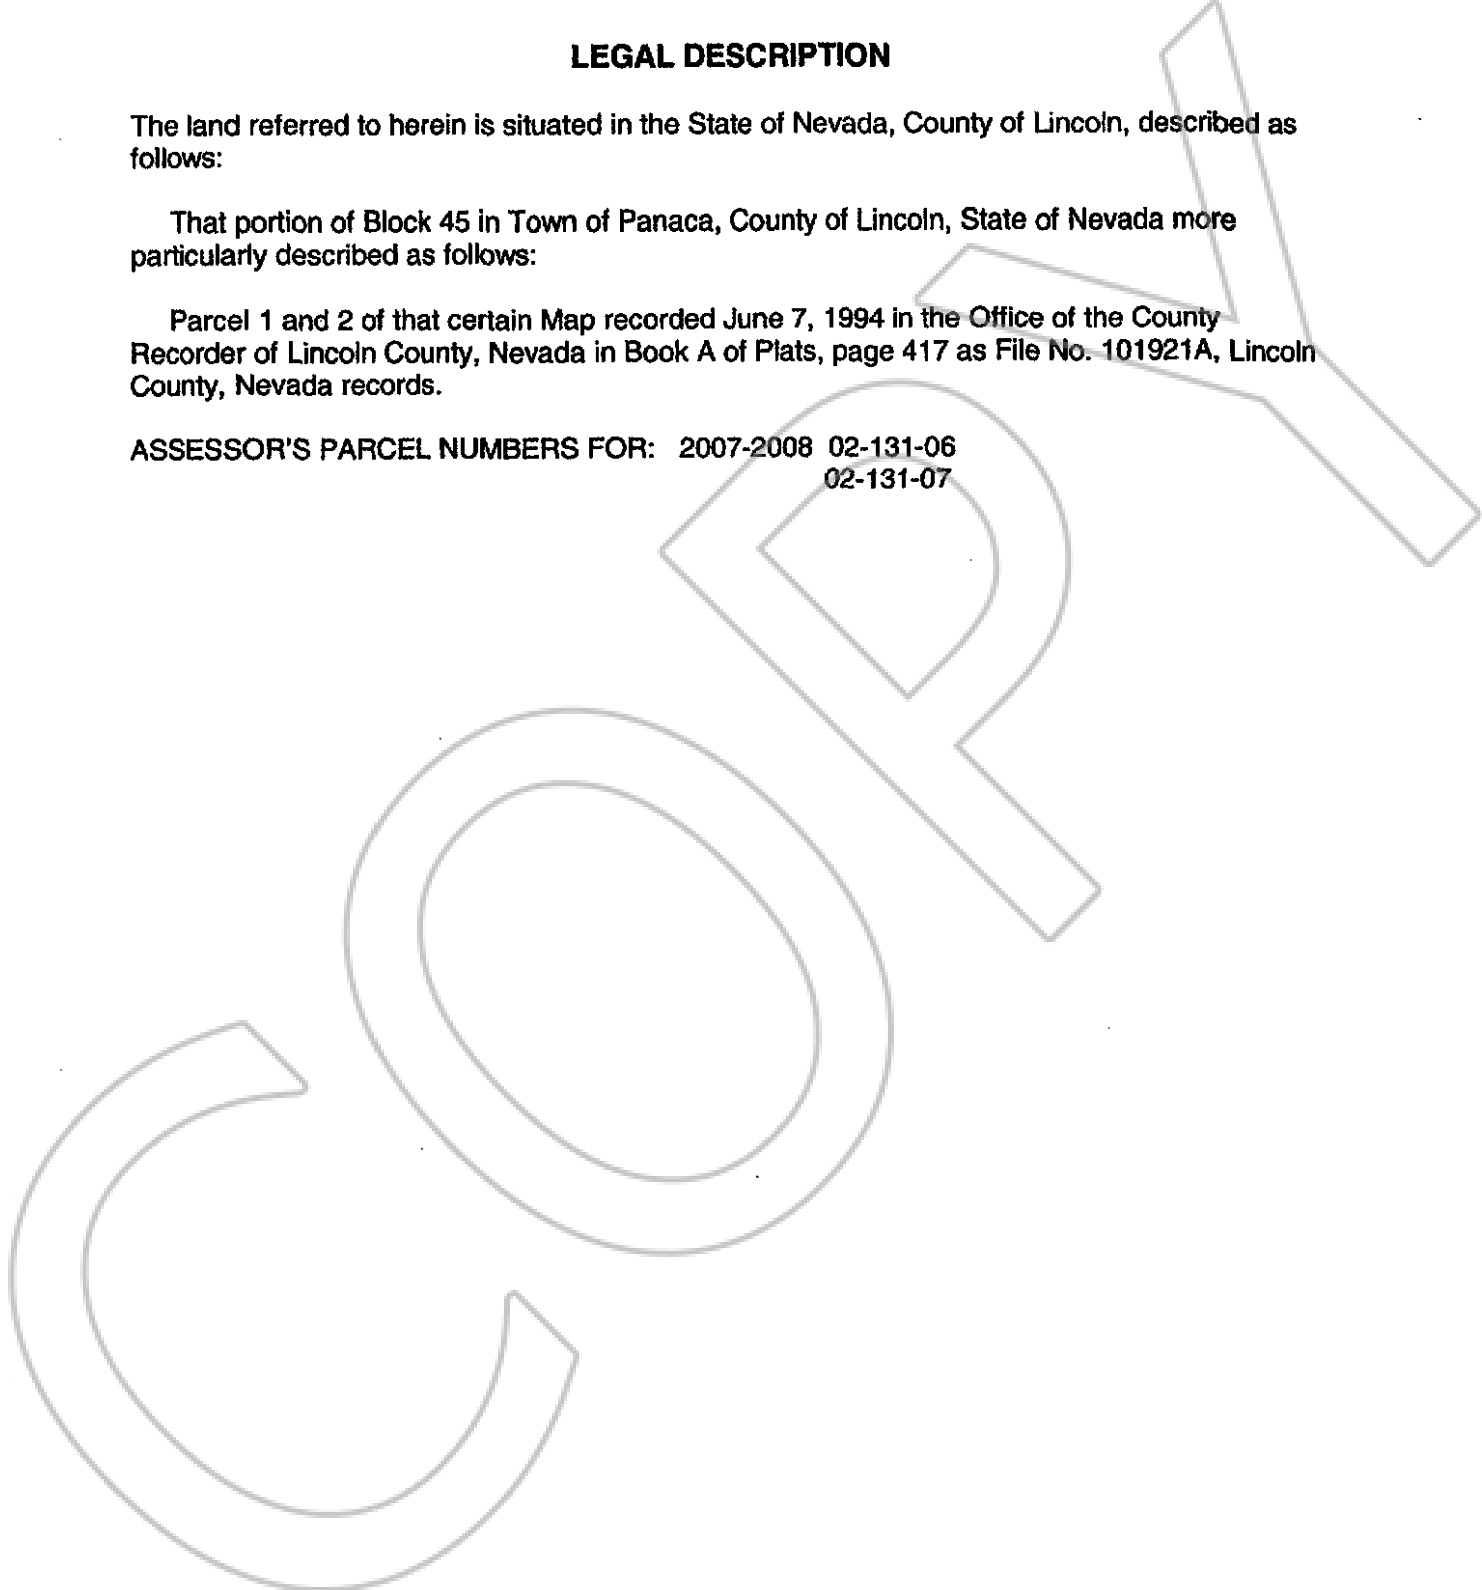 LEGAL DESCRIPTION
The land referred to herein is situated in the State of Nevada, County of Lincoln, described as
follows:
That portion of Block 45 in Town of Panaca, County of Lincoln, State of Nevada more
particularly described as follows:
Parcel 1 and 2 of that certain Map recorded June 7, 1994 in the Office of the County
Recorder of Lincoln County, Nevada in Book A of Plats, page 417 as File No. 101921A, Lincoln
County, Nevada records.
ASSESSOR'S PARCEL NUMBERS FOR: 2007-2008 02-131-06
02-131-07
COPY